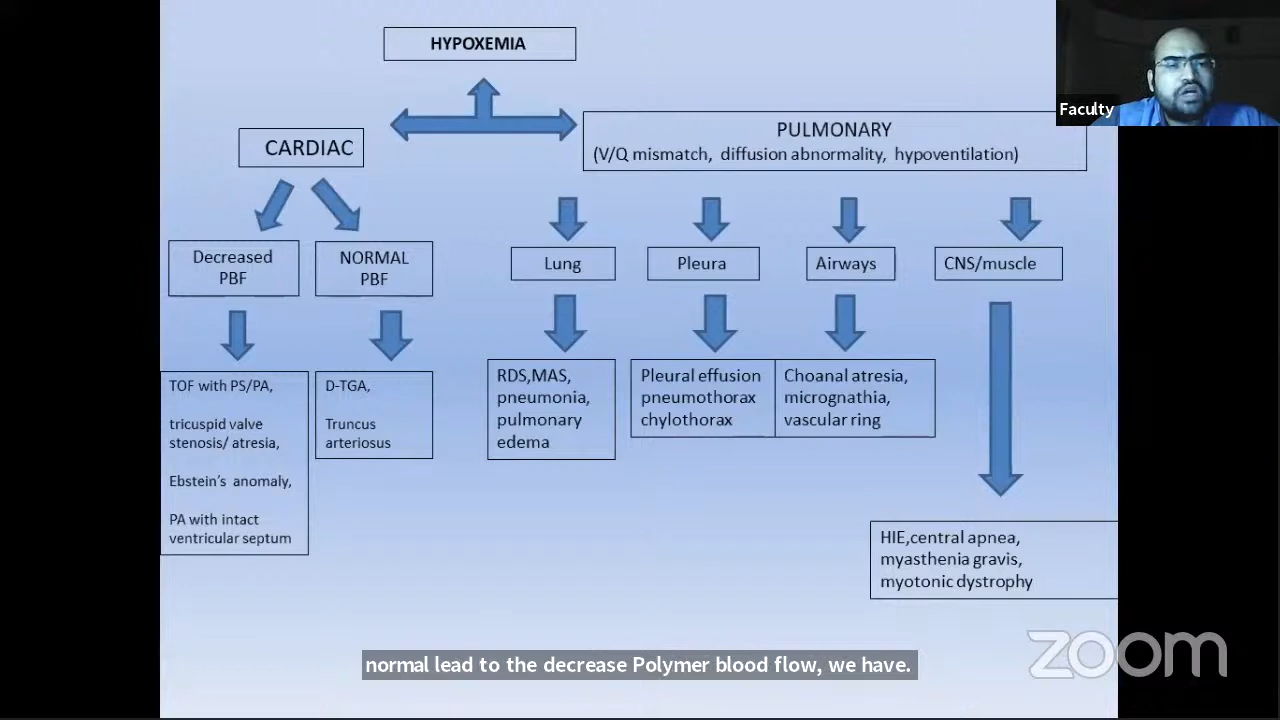 HYPOXEMIA
Faculty
CARDIAC
PULMONARY
(V/Q mismatch, diffusion abnormality, hypoventilation)
Decreased
PBF
NORMAL
PBF
Lung
Pleura
Airways
CNS/muscle
TOF with PS/PA,
tricuspid valve
stenosis/ atresia,
Ebstein's anomaly,
PA with intact
ventricular septum
D-TGA,
Truncus
arteriosus
RDS,MAS,
pneumonia,
pulmonary
edema
Pleural effusion
pneumothorax
chylothorax
Choanal atresia,
micrognathia,
vascular ring
HIE,central apnea,
myasthenia gravis,
myotonic dystrophy
zoom
normal lead to the decrease Polymer blood flow, we have.